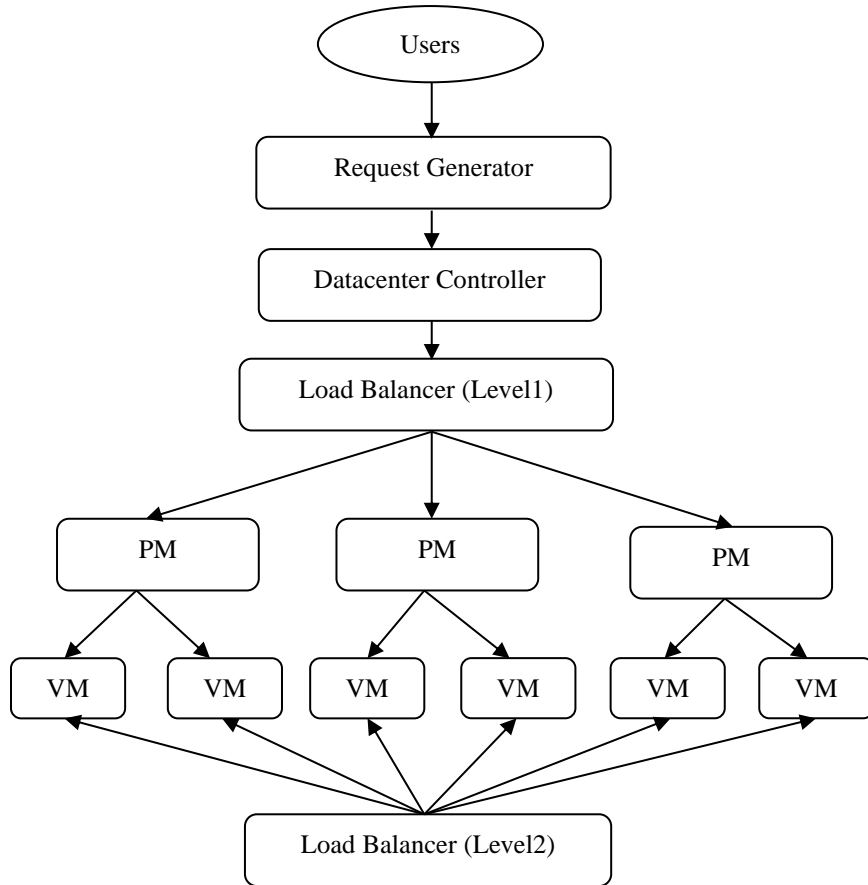 Users
Request Generator
Datacenter Controller
Load Balancer (Level1)
PM
PM
PM
VM
VM
VM
VM
VM
VM
Load Balancer (Level2)